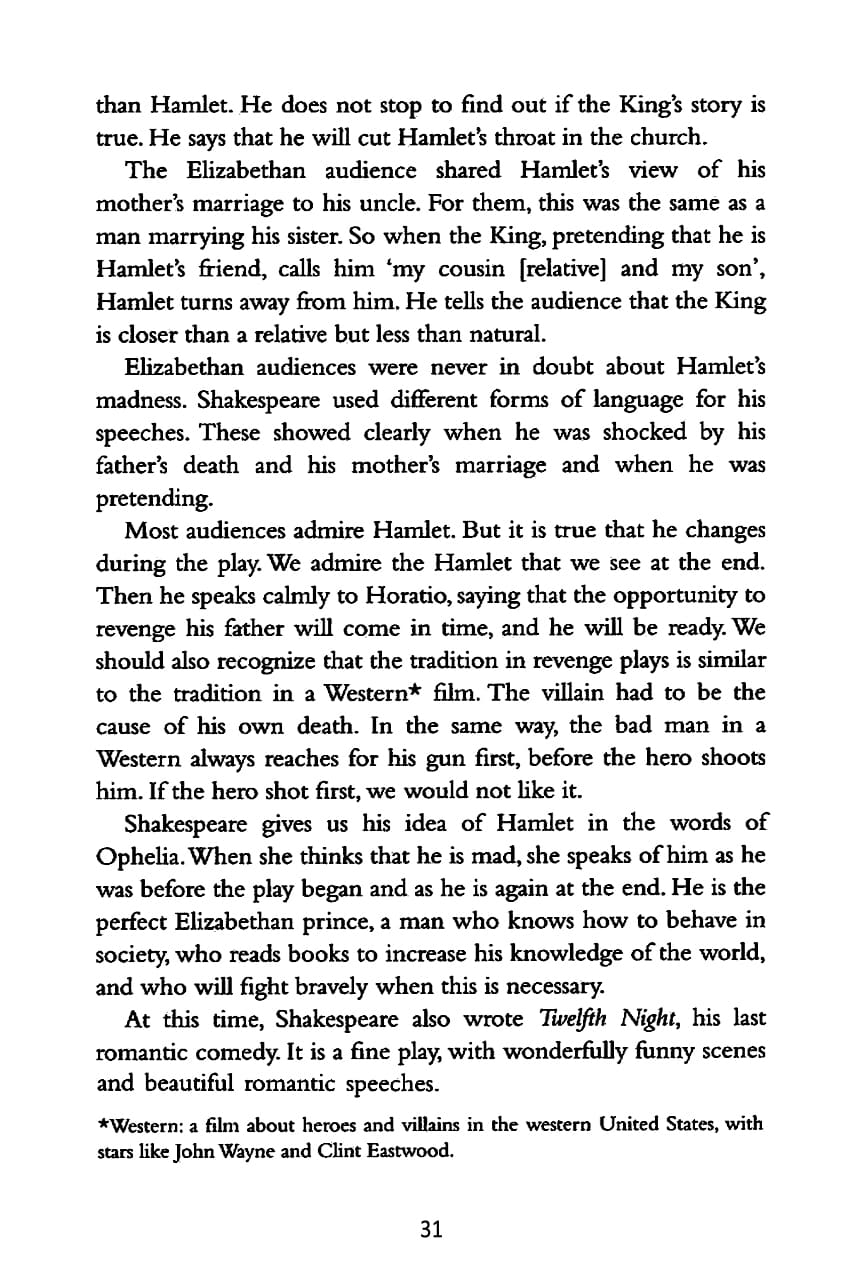 than Hamlet. He does not stop to find out if the King's story is
true. He says that he will cut Hamlet's throat in the church.
The Elizabethan audience shared Hamlet's view of his
mother's marriage to his uncle. For them, this was the same as a
man marrying his sister. So when the King, pretending that he is
Hamlet's friend, calls him ‘my cousin [relative] and my son’,
Hamlet turns away from him. He tells the audience that the King
is closer than a relative but less than natural.
Elizabethan audiences were never in doubt about Hamlet's
madness. Shakespeare used different forms of language for his
speeches. These showed clearly when he was shocked by his
father's death and his mother's marriage and when he was
pretending.
Most audiences admire Hamlet. But it is true that he changes
during the play. We admire the Hamlet that we see at the end.
Then he speaks calmly to Horatio, saying that the opportunity to
revenge his father will come in time, and he will be ready. We
should also recognize that the tradition in revenge plays is similar
to the tradition in a Western* film. The villain had to be the
cause of his own death. In the same way, the bad man in a
Western always reaches for his gun first, before the hero shoots
him. If the hero shot first, we would not like it.
Shakespeare gives us his idea of Hamlet in the words of
Ophelia. When she thinks that he is mad, she speaks of him as he
was before the play began and as he is again at the end. He is the
perfect Elizabethan prince, a man who knows how to behave in
society, who reads books to increase his knowledge of the world,
and who will fight bravely when this is necessary.
At this time, Shakespeare also wrote Twelfth Night, his last
romantic comedy. It is a fine play, with wonderfully funny scenes
and beautiful romantic speeches.
*Western: a film about heroes and villains in the western United States, with
stars like John Wayne and Clint Eastwood.
31